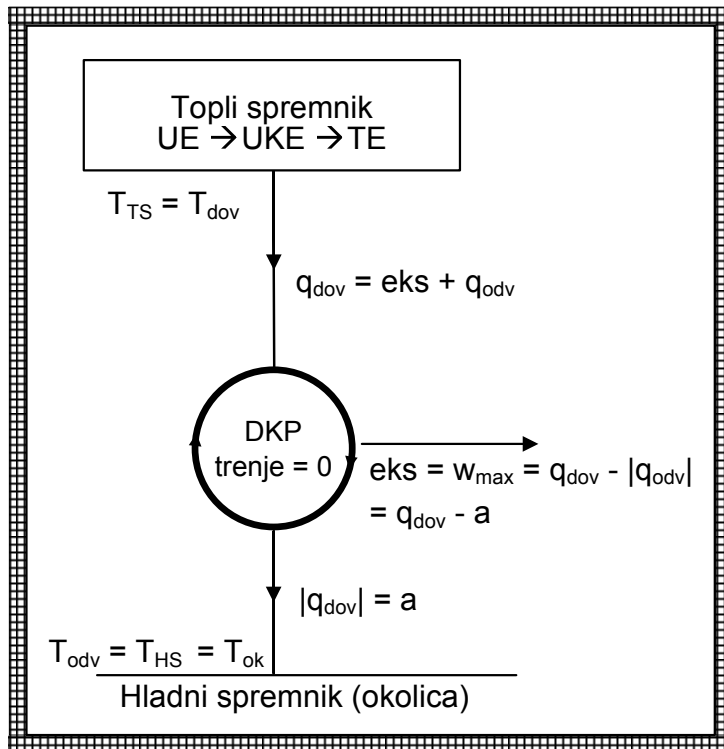 Topli spremnik
UE → UKE → TE
T_TS = T_dov
q_dov = eks + q_odv
DKP
trenje = 0
eks = w_max = q_dov - |q_odv|
= q_dov - a
|q_dov| = a
T_odv = T_HS = T_ok
Hladni spremnik (okolica)